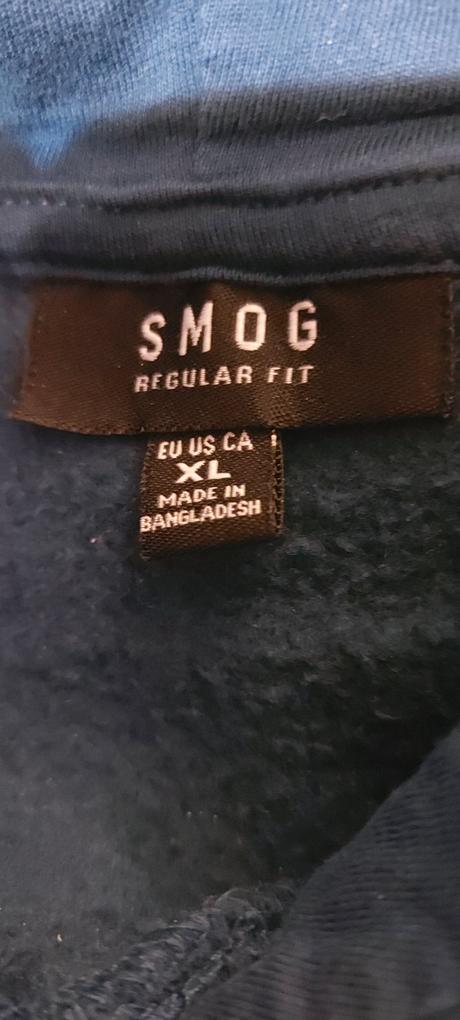 SMOG
REGULAR FIT
EU US CA
XL
MADE IN
BANGLADESH